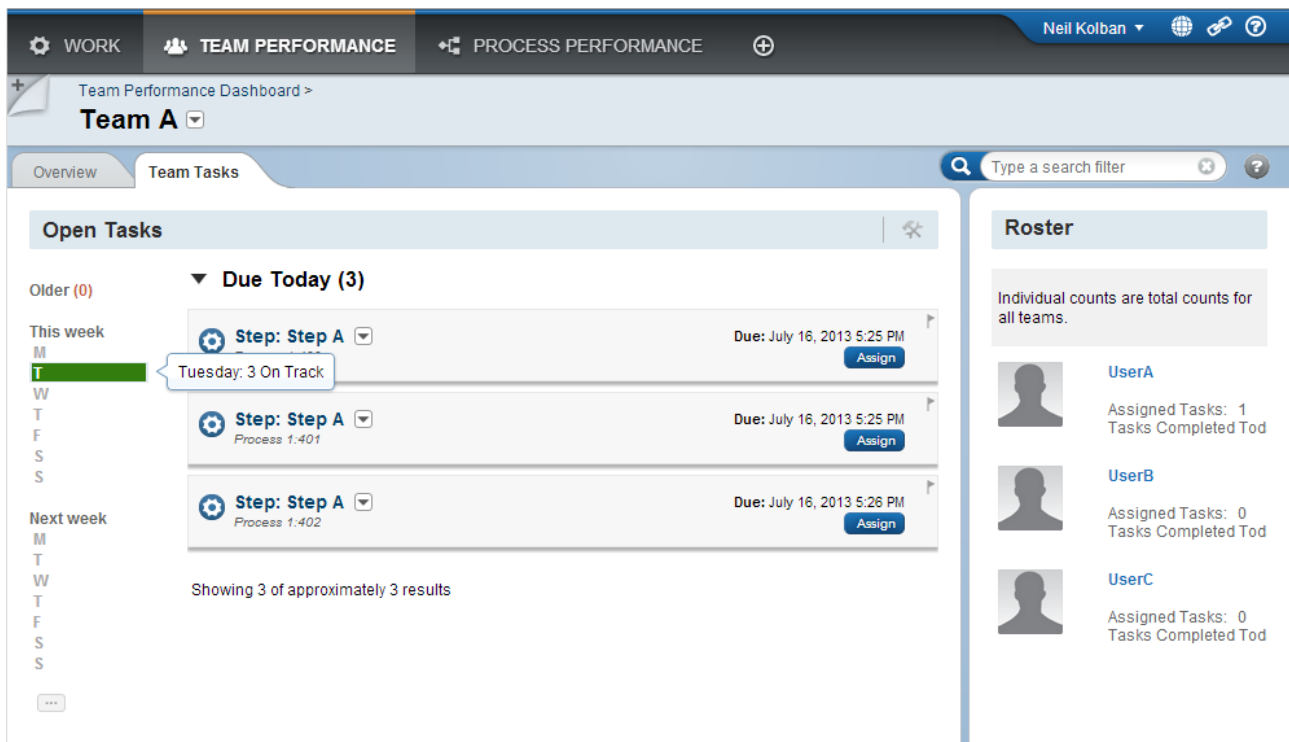 WORK
TEAM PERFORMANCE
PROCESS PERFORMANCE
Neil Kolban
Team Performance Dashboard >
Team A
Overview
Team Tasks
Type a search filter
Open Tasks
Older (0)
This week
M
T
W
T
F
S
S
Next week
M
T
W
T
F
S
S
...
Tuesday: 3 On Track
Due Today (3)
Step: Step A
Due: July 16, 2013 5:25 PM
Assign
Step: Step A
Process 1:401
Due: July 16, 2013 5:25 PM
Assign
Step: Step A
Process 1:402
Due: July 16, 2013 5:26 PM
Assign
Showing 3 of approximately 3 results
Roster
Individual counts are total counts for
all teams.
UserA
Assigned Tasks: 1
Tasks Completed Tod
UserB
Assigned Tasks: 0
Tasks Completed Tod
UserC
Assigned Tasks: 0
Tasks Completed Tod